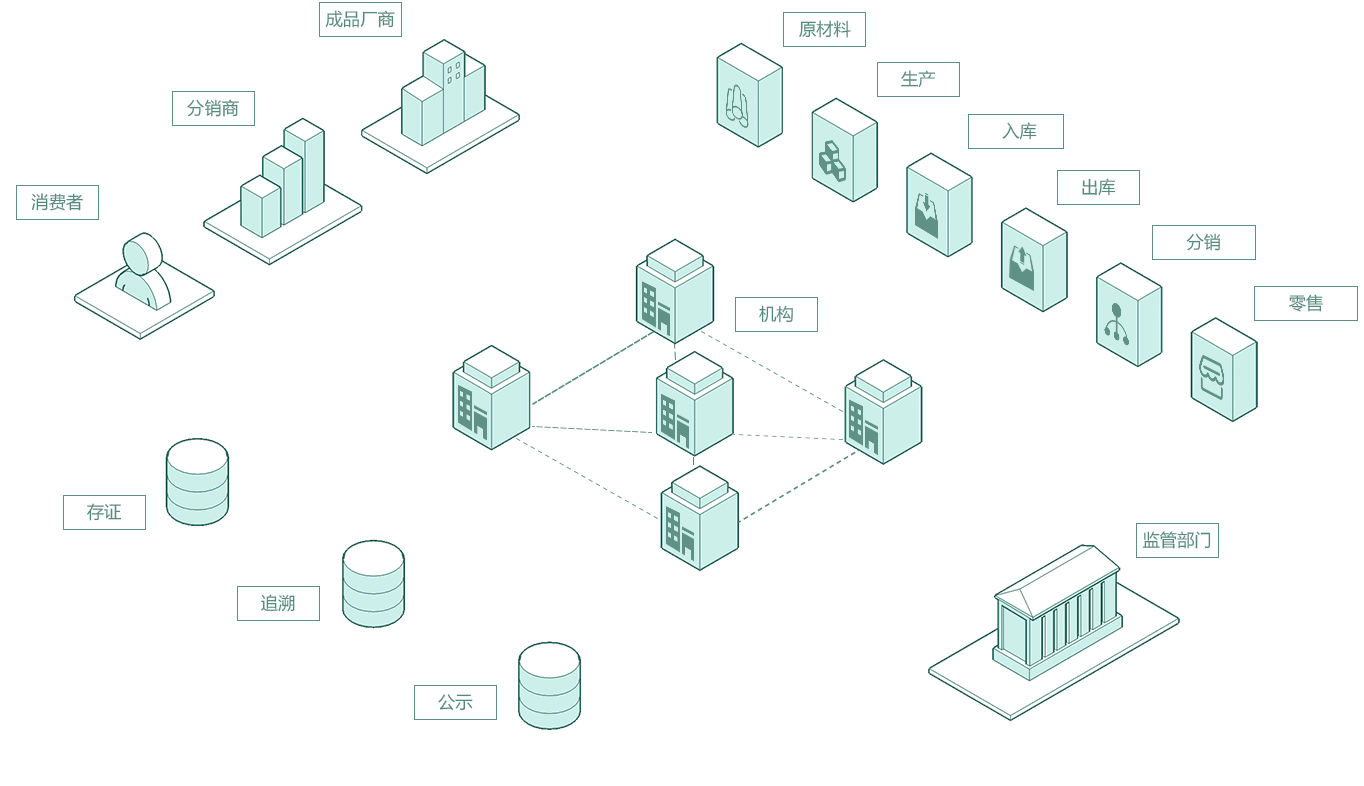 成品厂商
原材料
生产
分销商
入库
出库
消费者
分销
零售
机构
存证
监管部门
追溯
公示